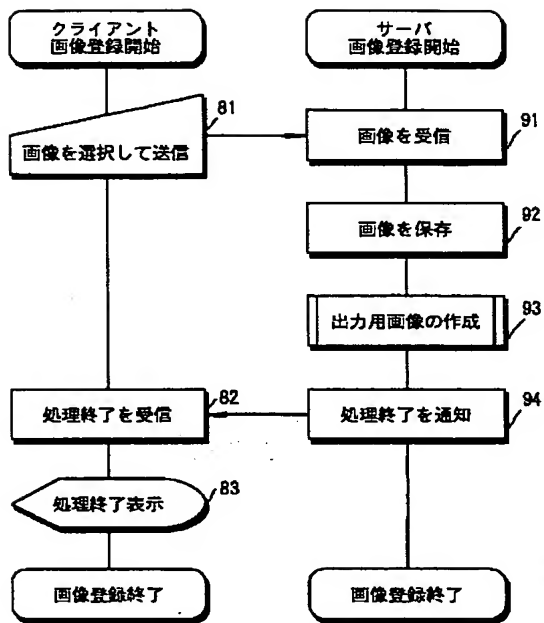 クライアント
画像登録開始
サーバ
画像登録開始
81
画像を選択して送信
91
画像を受信
92
画像を保存
93
出力用画像の作成
82
処理終了を受信
94
処理終了を通知
83
処理終了表示
画像登録終了
画像登録終了